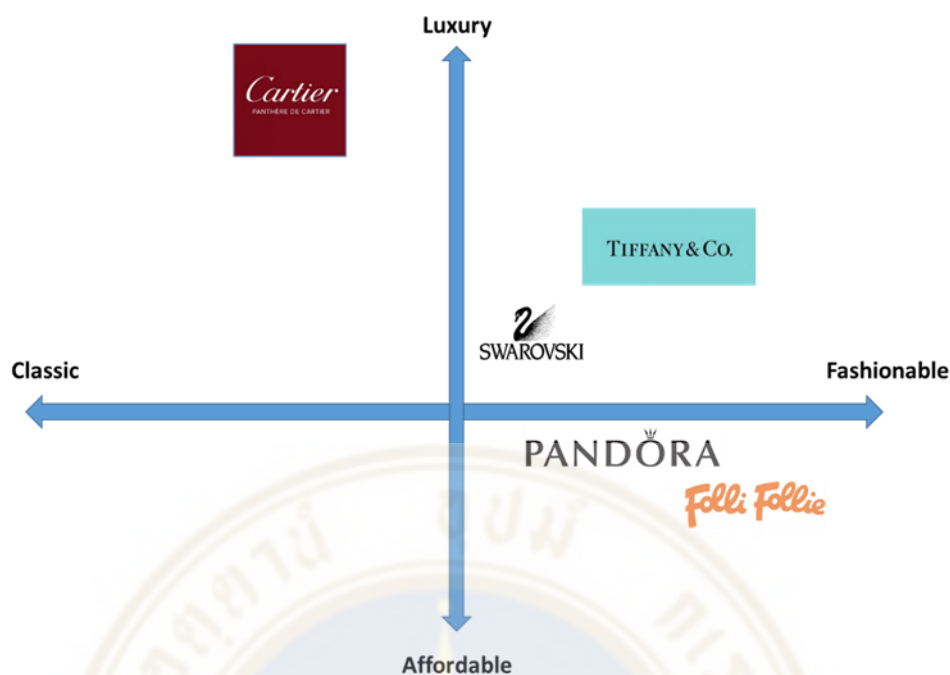 Luxury
Cartier
PANTHÈRE DE CARTIER
TIFFANY & CO.
SWAROVSKI
Classic
Fashionable
PANDORA
Folli Follie
Affordable